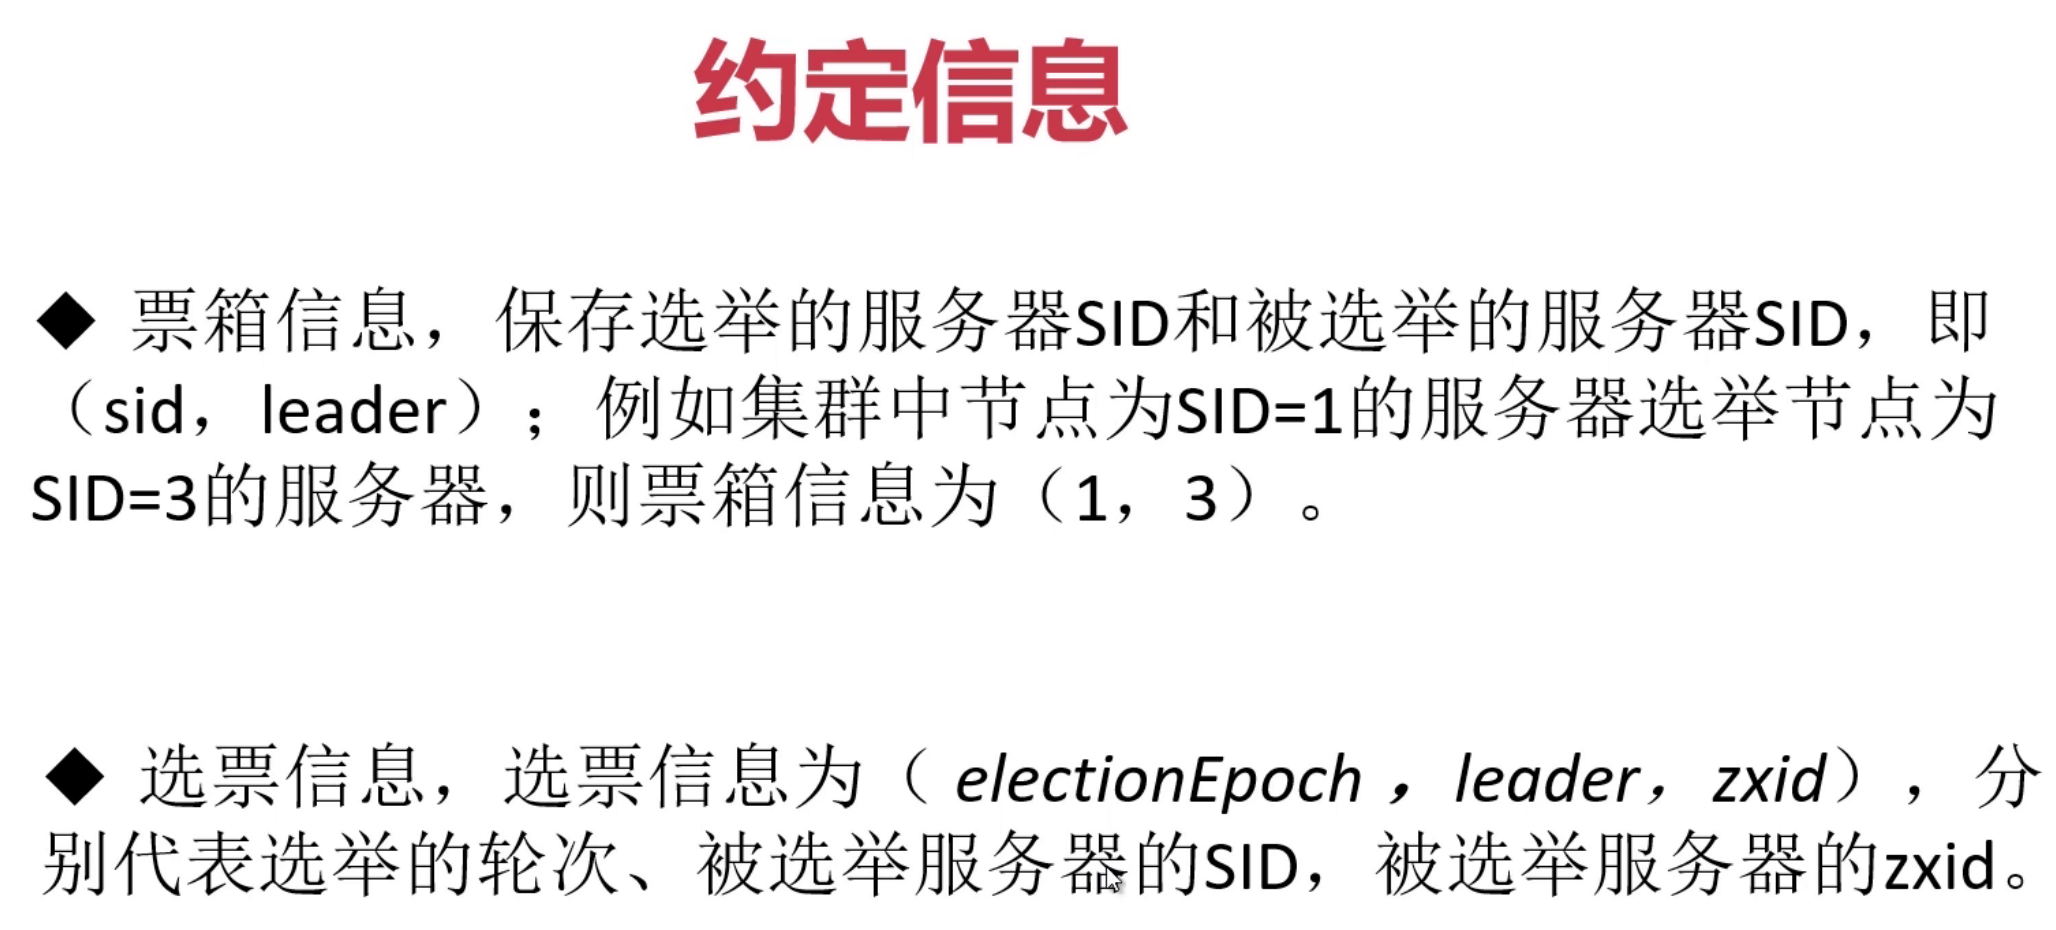 约定信息
◆ 票箱信息，保存选举的服务器SID和被选举的服务器SID，即
（sid，leader）；例如集群中节点为SID=1的服务器选举节点为
SID=3的服务器，则票箱信息为（1，3）。
◆ 选票信息，选票信息为（ electionEpoch ，leader，zxid），分
别代表选举的轮次、被选举服务器的SID，被选举服务器的zxid。